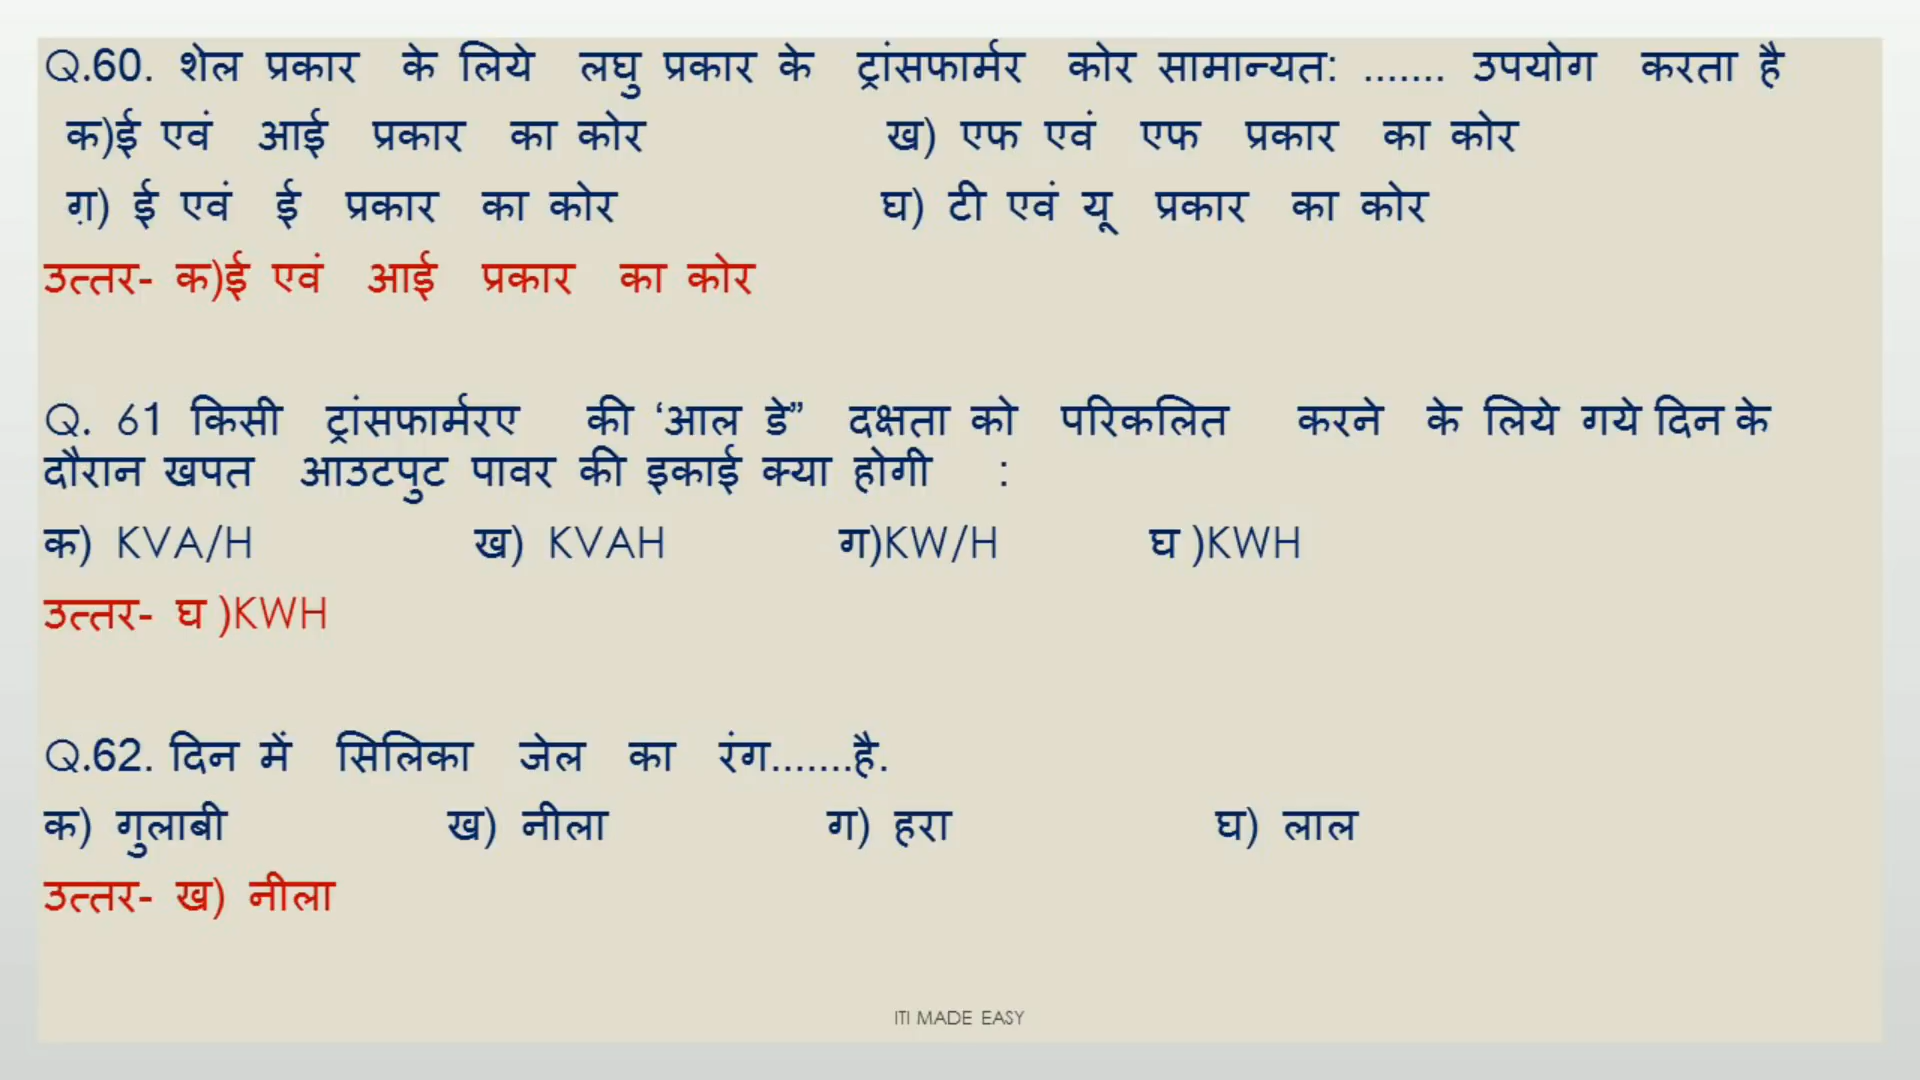 Q.60. शेल प्रकार के लिये लघु प्रकार के ट्रांसफार्मर कोर सामान्यत: ....... उपयोग करता है
क)ई एवं आई प्रकार का कोर ख) एफ एवं एफ प्रकार का कोर
ग़) ई एवं ई प्रकार का कोर घ) टी एवं यू प्रकार का कोर
उत्तर- क)ई एवं आई प्रकार का कोर
Q. 61 किसी ट्रांसफार्मरए की ‘आल डे” दक्षता को परिकलित करने के लिये गये दिन के
दौरान खपत आउटपुट पावर की इकाई क्या होगी :
क) KVA/H ख) KVAH ग)KW/H घ )KWH
उत्तर- घ )KWH
Q.62. दिन में सिलिका जेल का रंग.......है.
क) गुलाबी ख) नीला ग) हरा घ) लाल
उत्तर- ख) नीला
ITI MADE EASY